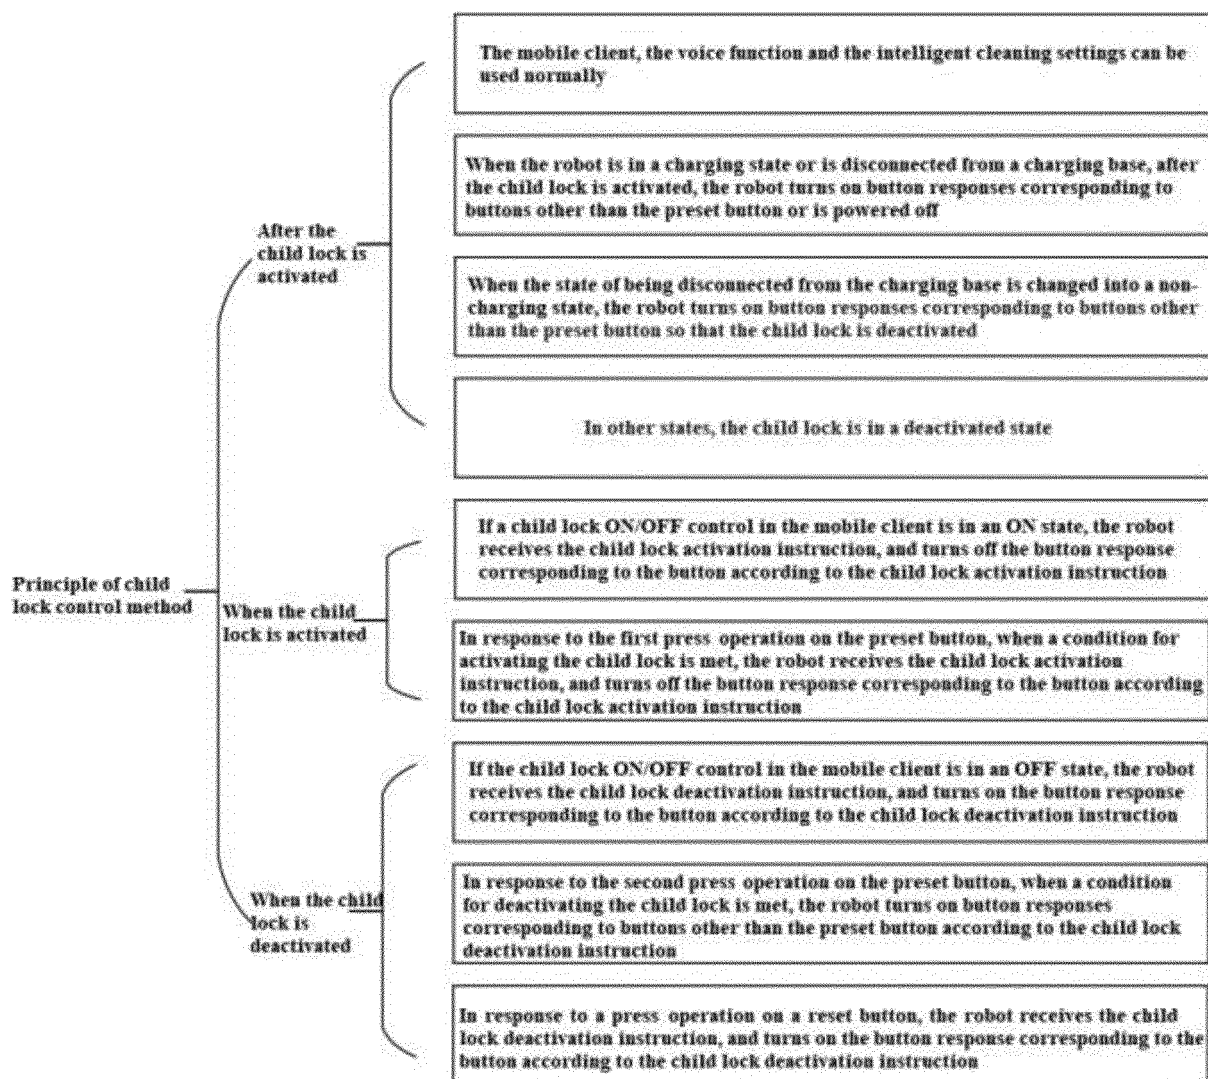 The mobile client, the voice function and the intelligent cleaning settings can be
used normally
When the robot is in a charging state or is disconnected from a charging base, after
the child lock is activated, the robot turns on button responses corresponding to
buttons other than the preset button or is powered off
After the
child lock is
activated
When the state of being disconnected from the charging base is changed into a non-
charging state, the robot turns on button responses corresponding to buttons other
than the preset button so that the child lock is deactivated
In other states, the child lock is in a deactivated state
Principle of child
lock control method
If a child lock ON/OFF control in the mobile client is in an ON state, the robot
receives the child lock activation instruction, and turns off the button response
corresponding to the button according to the child lock activation instruction
When the child
lock is activated
In response to the first press operation on the preset button, when a condition for
activating the child lock is met, the robot receives the child lock activation
instruction, and turns off the button response corresponding to the button according
to the child lock activation instruction
If the child lock ON/OFF control in the mobile client is in an OFF state, the robot
receives the child lock deactivation instruction, and turns on the button response
corresponding to the button according to the child lock deactivation instruction
When the child
lock is
deactivated
In response to the second press operation on the preset button, when a condition
for deactivating the child lock is met, the robot turns on button responses
corresponding to buttons other than the preset button according to the child lock
deactivation instruction
In response to a press operation on a reset button, the robot receives the child
lock deactivation instruction, and turns on the button response corresponding to the
button according to the child lock deactivation instruction